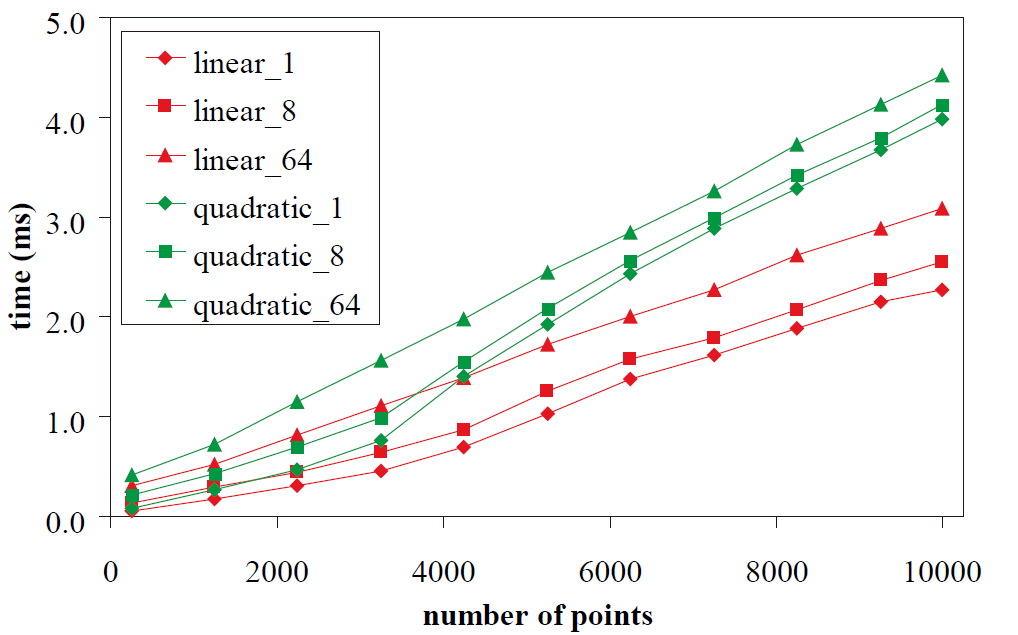 5.0
4.0
3.0
2.0
1.0
0.0
time (ms)
linear_1
linear_8
linear_64
quadratic_1
quadratic_8
quadratic_64
0 2000 4000 6000 8000 10000
number of points